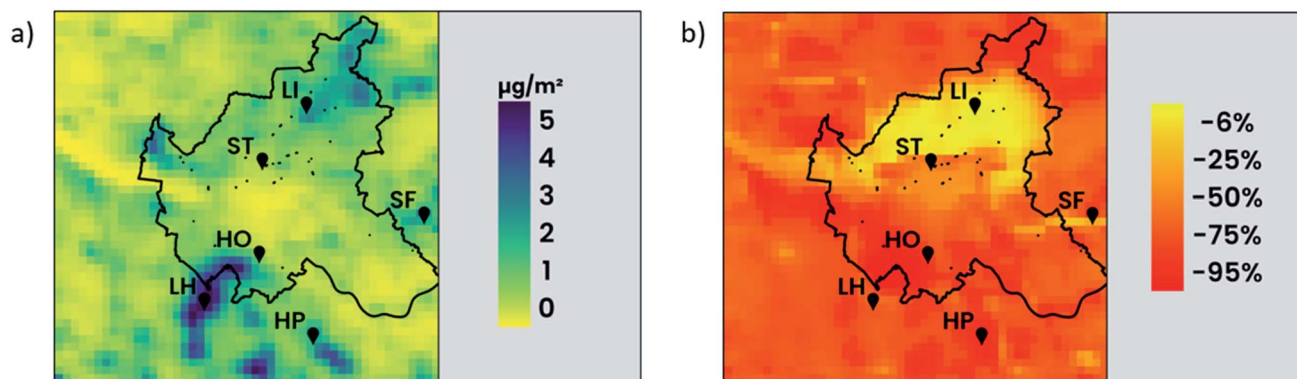 a)
µg/m²
5
4
3
2
1
0
LI
ST
SF
.HO
LH
HP
b)
-6%
-25%
-50%
-75%
-95%
LI
ST
SF
.HO
LH
HP